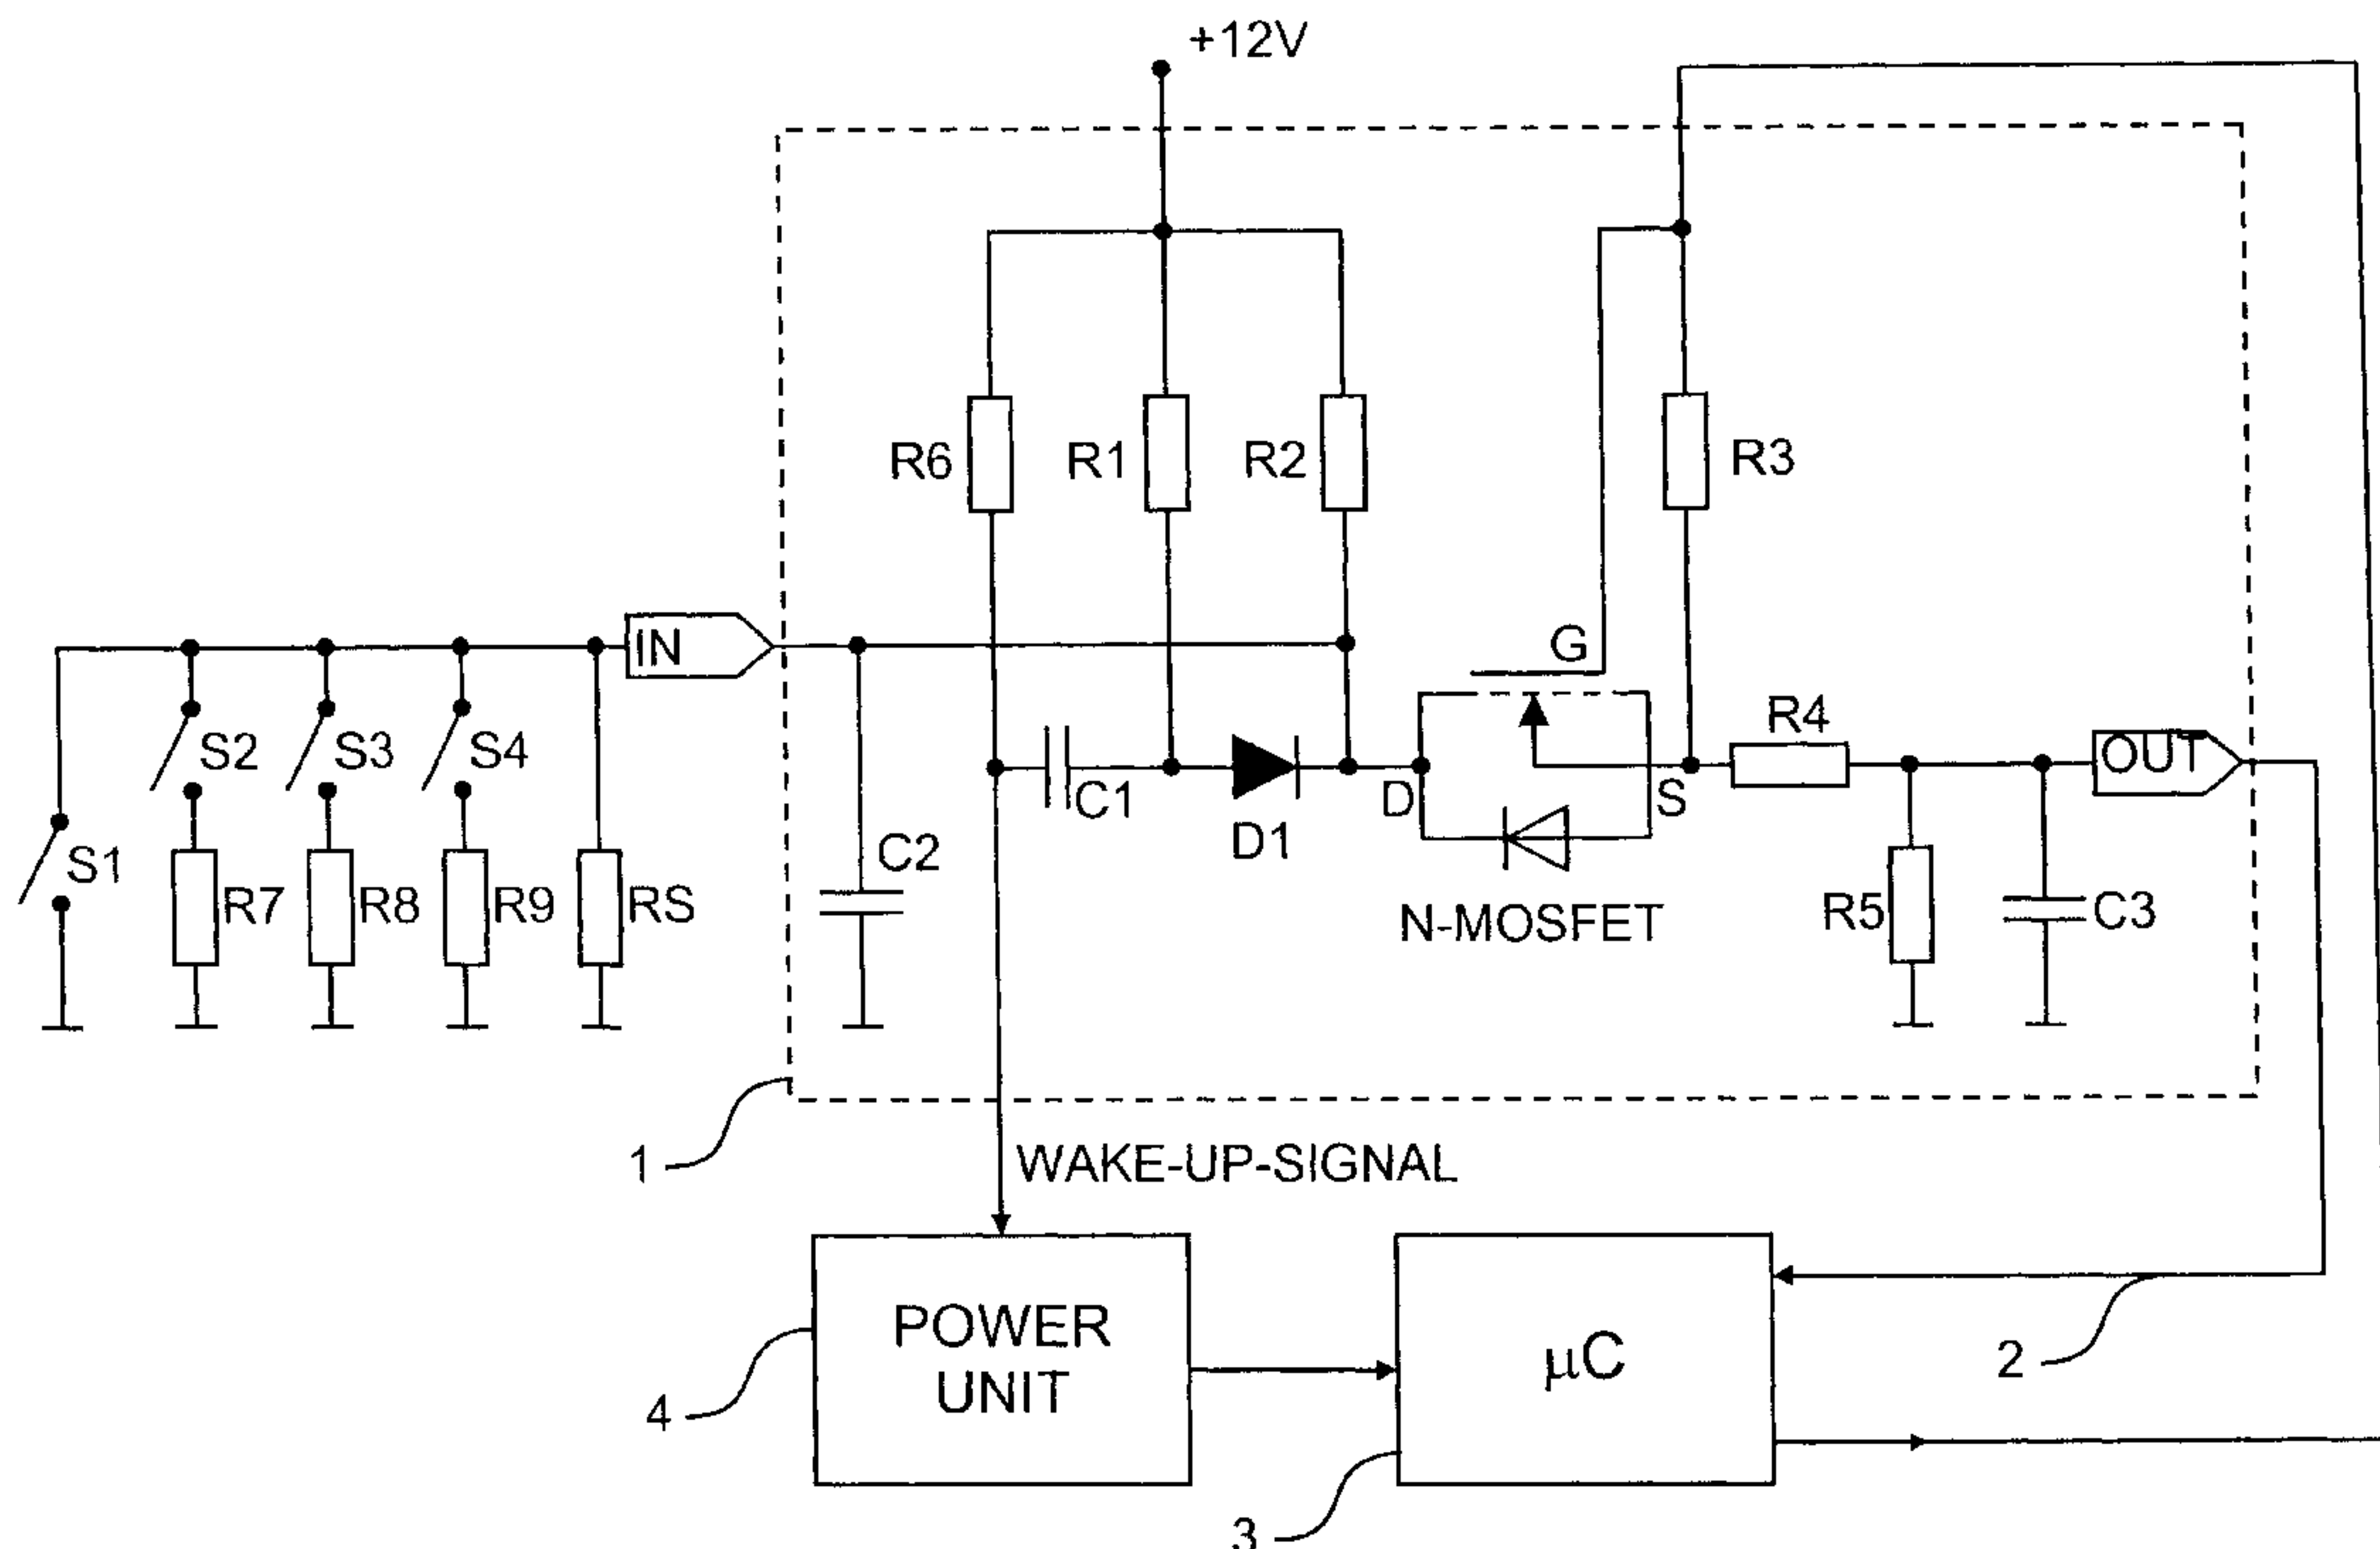 +12V
R6
R1
R2
R3
IN
G
S2
S3
S4
R4
OUT
C1
D
S
S1
D1
C2
R7
R8
R9
RS
N-MOSFET
R5
C3
1
WAKE-UP-SIGNAL
POWER
UNIT
µC
2
4
3